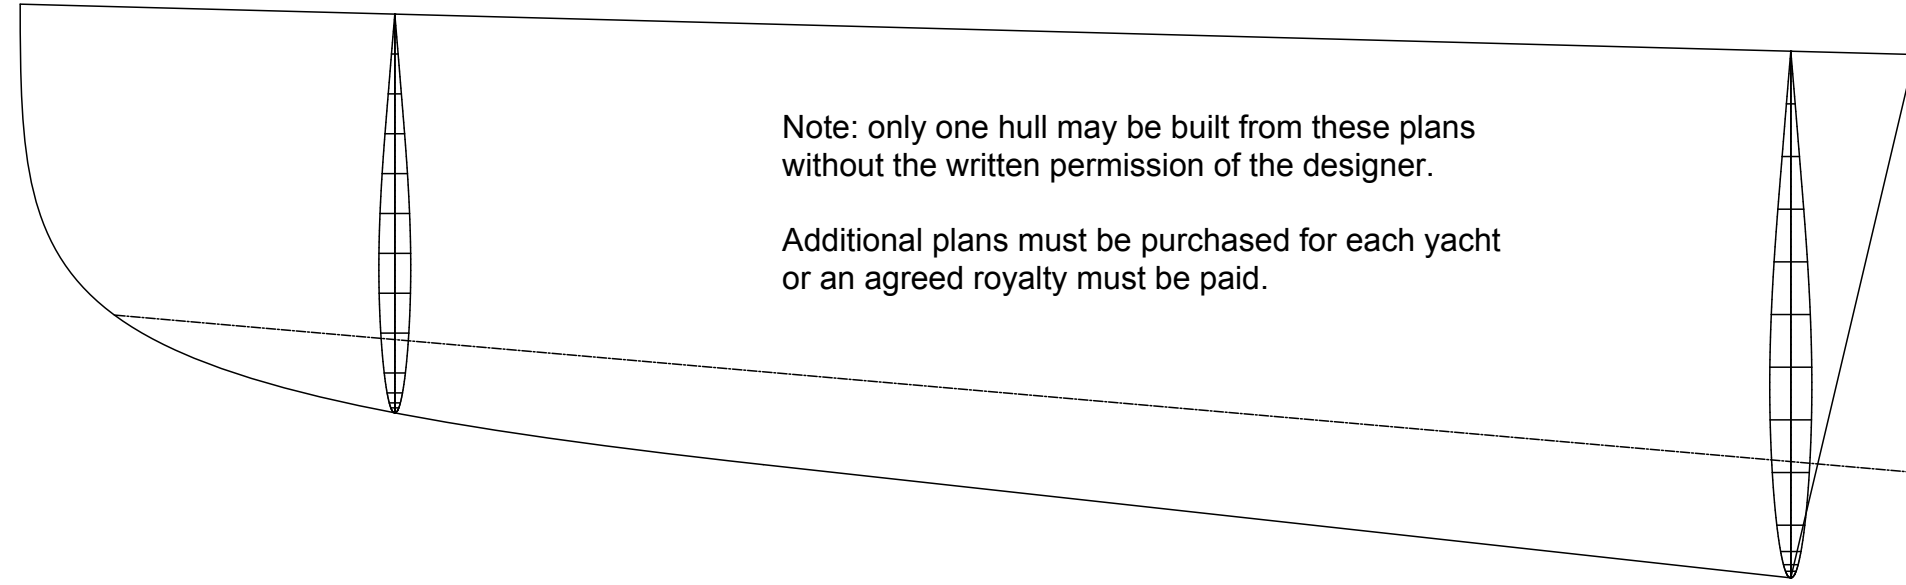 Note: only one hull may be built from these plans
without the written permission of the designer.
Additional plans must be purchased for each yacht
or an agreed royalty must be paid.